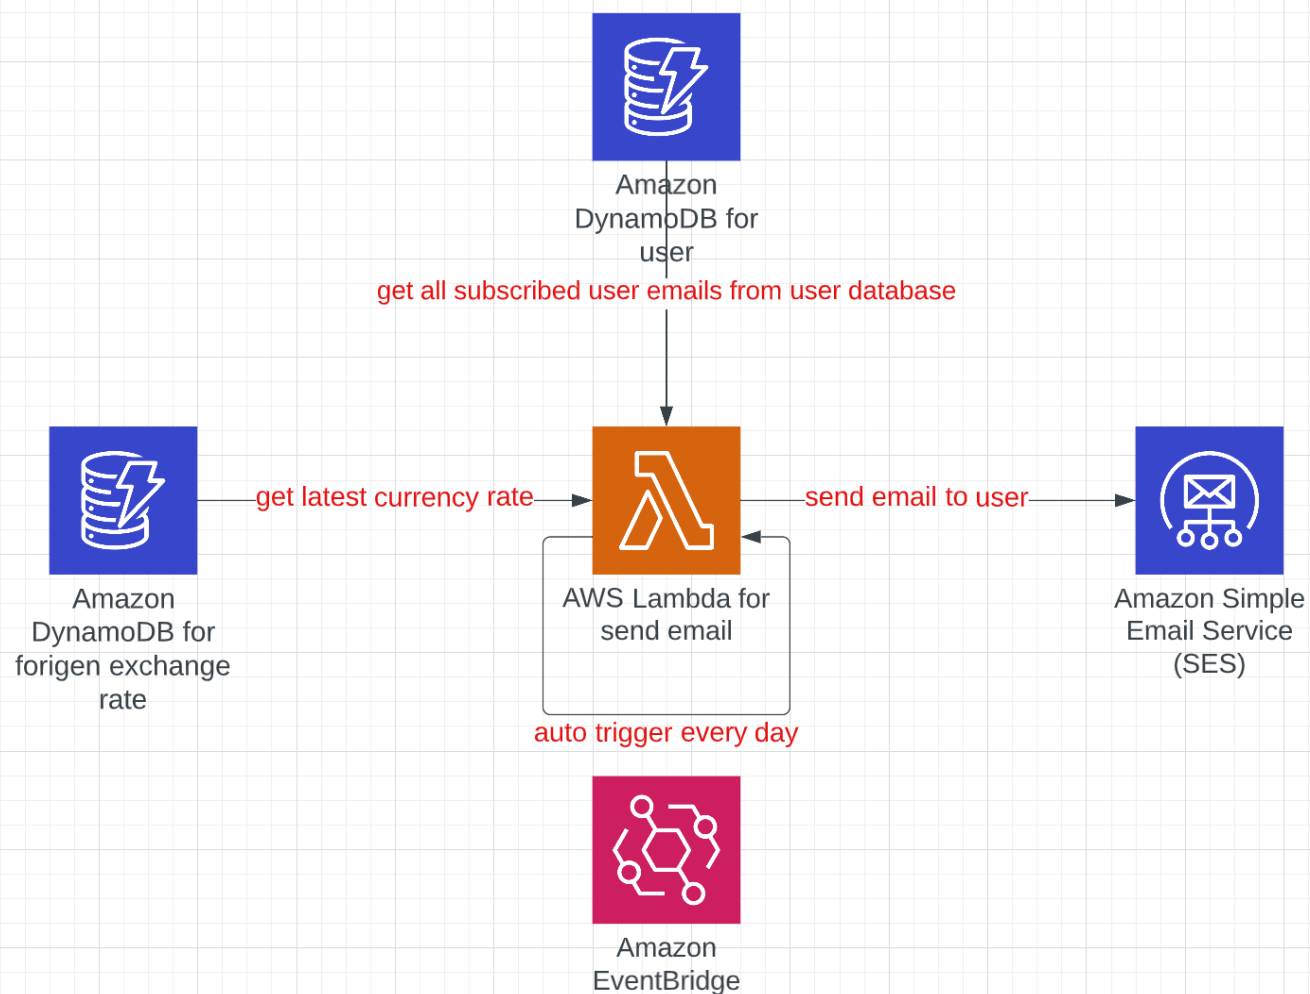 Amazon
DynamoDB for
user
get all subscribed user emails from user database
get latest currency rate
send email to user
Amazon
DynamoDB for
forigen exchange
rate
AWS Lambda for
send email
Amazon Simple
Email Service
(SES)
auto trigger every day
Amazon
EventBridge